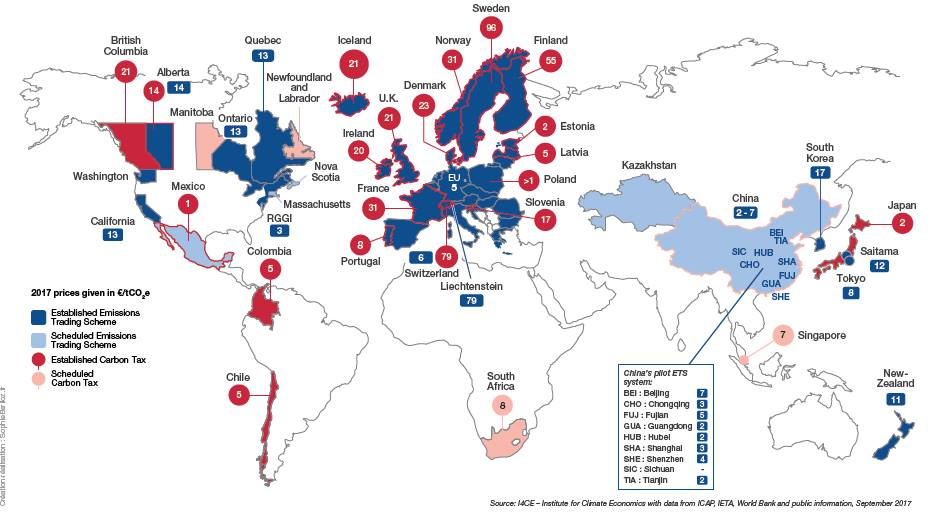 Sweden
96
British
Columbia
21
Quebec
13
Iceland
21
Norway
31
Finland
55
Alberta
14
14
Newfoundland
and
Labrador
Denmark
23
U.K.
21
Manitoba
Ontario
13
2
Estonia
Ireland
20
5
Latvia
South
Korea
17
Washington
Nova
Scotia
EU
5
>1
Poland
Kazakhstan
Mexico
1
Massachusetts
France
31
Slovenia
17
China
2 - 7
Japan
2
California
13
RGGI
3
BEI
TIA
SIC
HUB
CHO
SHA
FUJ
GUA
SHE
Saitama
12
Colombia
5
8
Portugal
6
79
Switzerland
Liechtenstein
79
Tokyo
8
2017 prices given in €/tCO2e
Established Emissions
Trading Scheme
Scheduled Emissions
Trading Scheme
Established Carbon Tax
Scheduled
Carbon Tax
7
Singapore
Chile
5
South
Africa
8
New-
Zealand
11
China's pilot ETS
system:
BEI : Beijing 7
CHO : Chongqing 3
FUJ : Fujian 5
GUA : Guangdong 2
HUB : Hubei 2
SHA : Shanghai 3
SHE : Shenzen 4
SIC : Sichuan -
TIA : Tianjin 2
Source: I4CE – Institute for Climate Economics with data from ICAP, IETA, World Bank and public information, September 2017